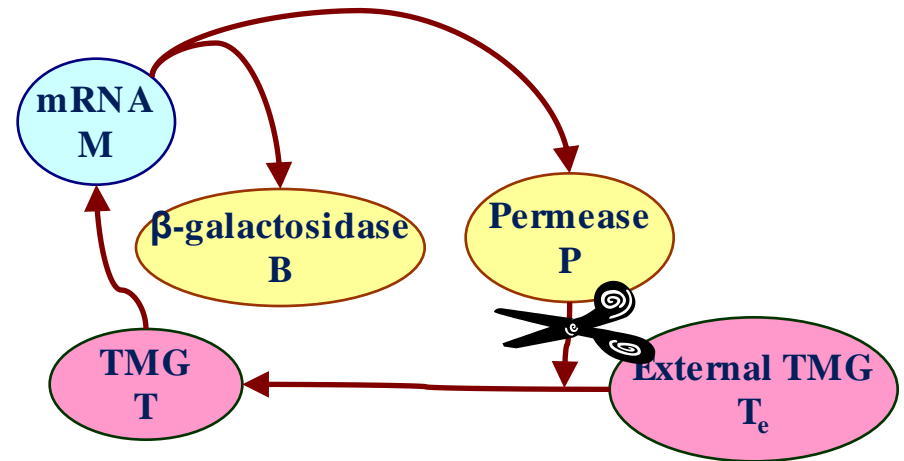 mRNA
M
β-galactosidase
B
Permease
P
TMG
T
External TMG
Tₑ